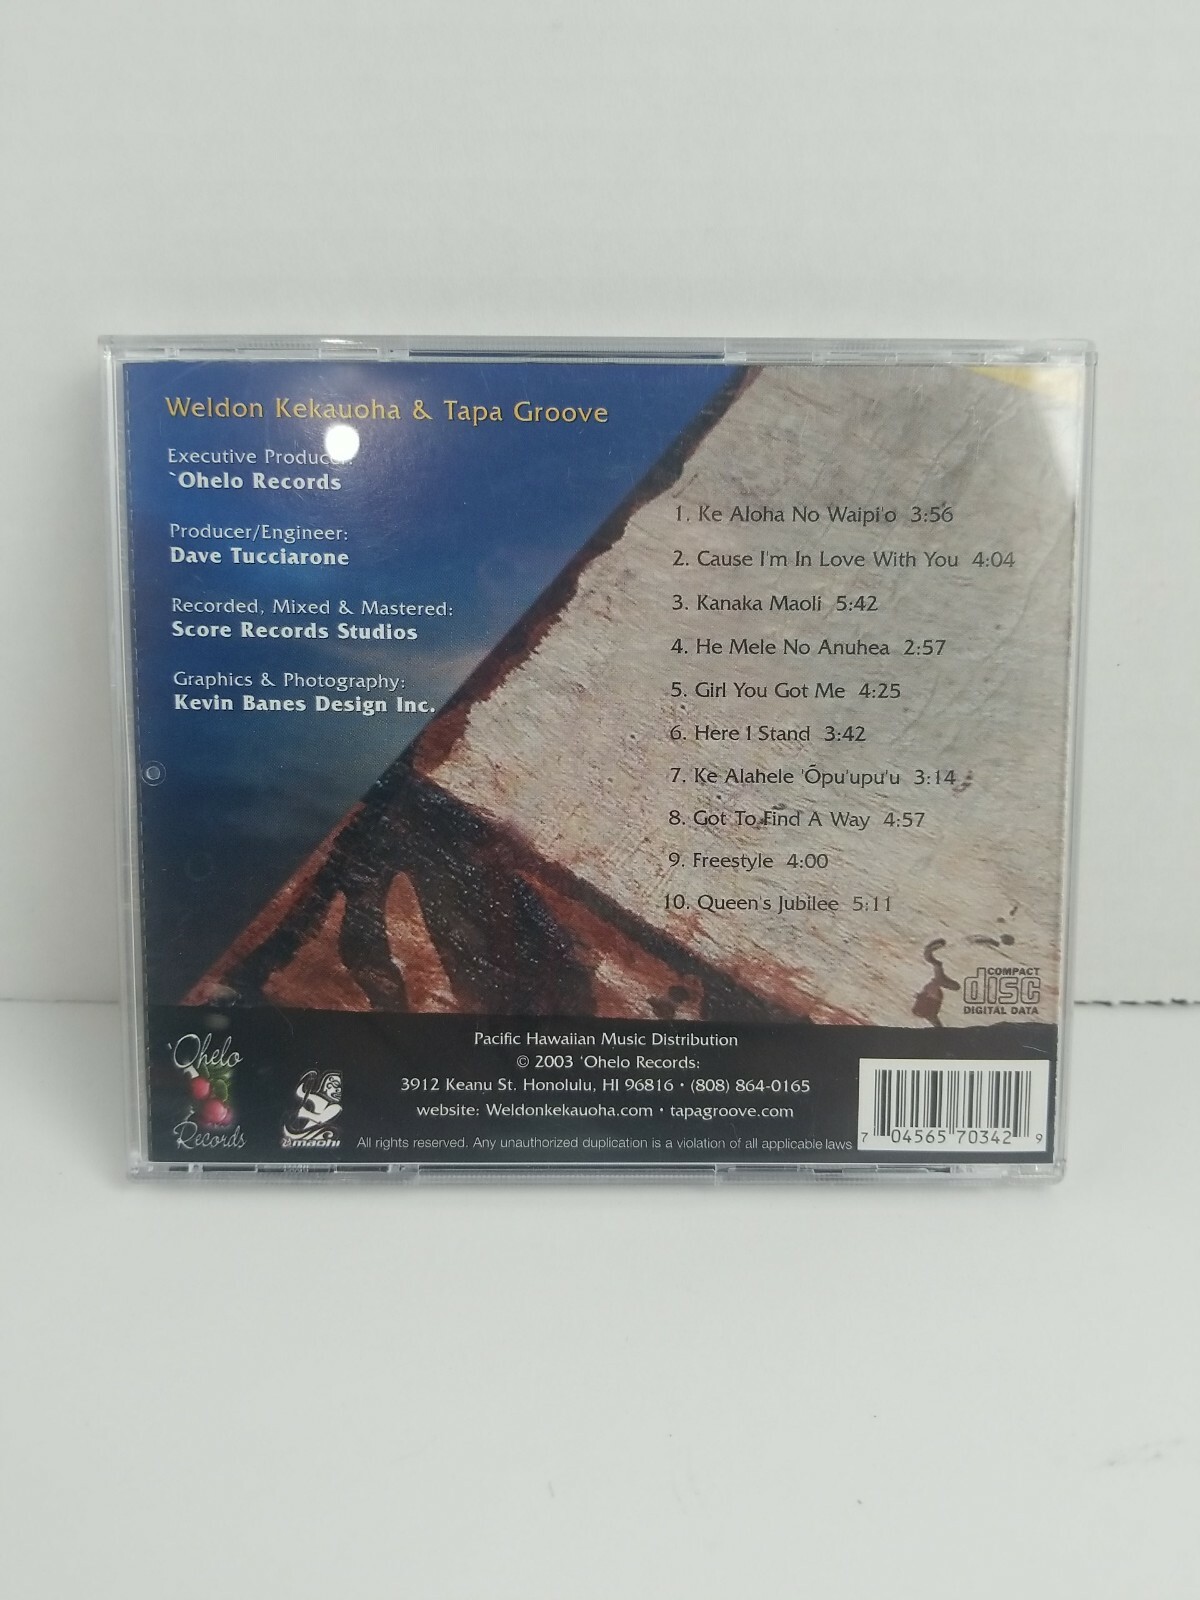 Weldon Kekauoha & Tapa Groove
Executive Producer:
`Ohelo Records
Producer/Engineer:
Dave Tucciarone
Recorded, Mixed & Mastered:
Score Records Studios
Graphics & Photography:
Kevin Banes Design Inc.
1. Ke Aloha No Waipi'o 3:56
2. Cause I'm In Love With You 4:04
3. Kanaka Maoli 5:42
4. He Mele No Anuhea 2:57
5. Girl You Got Me 4:25
6. Here I Stand 3:42
7. Ke Alahele 'Ōpu'upu'u 3:14
8. Got To Find A Way 4:57
9. Freestyle 4:00
10. Queen's Jubilee 5:11
COMPACT
disc
DIGITAL DATA
'Ohelo
Records
Pacific Hawaiian Music Distribution
© 2003 'Ohelo Records:
3912 Keanu St. Honolulu, HI 96816 • (808) 864-0165
website: Weldonkekauoha.com • tapagroove.com
All rights reserved. Any unauthorized duplication is a violation of all applicable laws
7 04565 70342 9